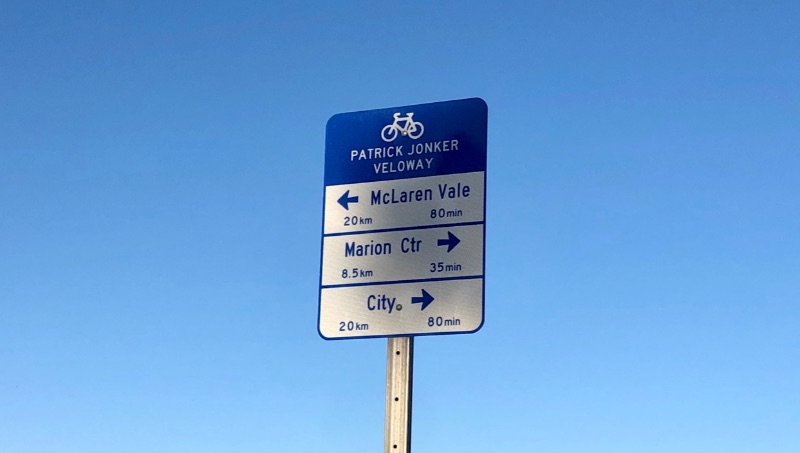 PATRICK JONKER
VELOWAY
McLaren Vale
20km 80min
Marion Ctr
8.5km 35min
City
20km 80min